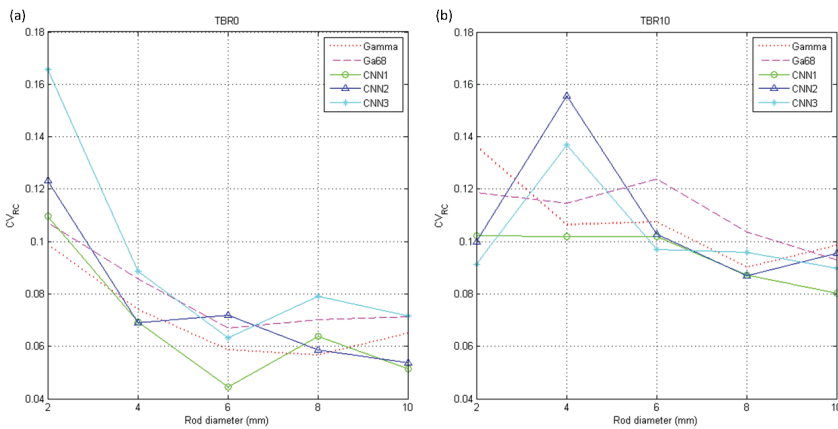 (a)
TBR0
0.18
0.16
0.14
0.12
0.1
0.08
0.06
0.04
CV_RC
2 4 6 8 10
Rod diameter (mm)
Gamma
Ga68
CNN1
CNN2
CNN3
(b)
TBR10
0.18
0.16
0.14
0.12
0.1
0.08
0.06
0.04
CV_RC
2 4 6 8 10
Rod diameter (mm)
Gamma
Ga68
CNN1
CNN2
CNN3